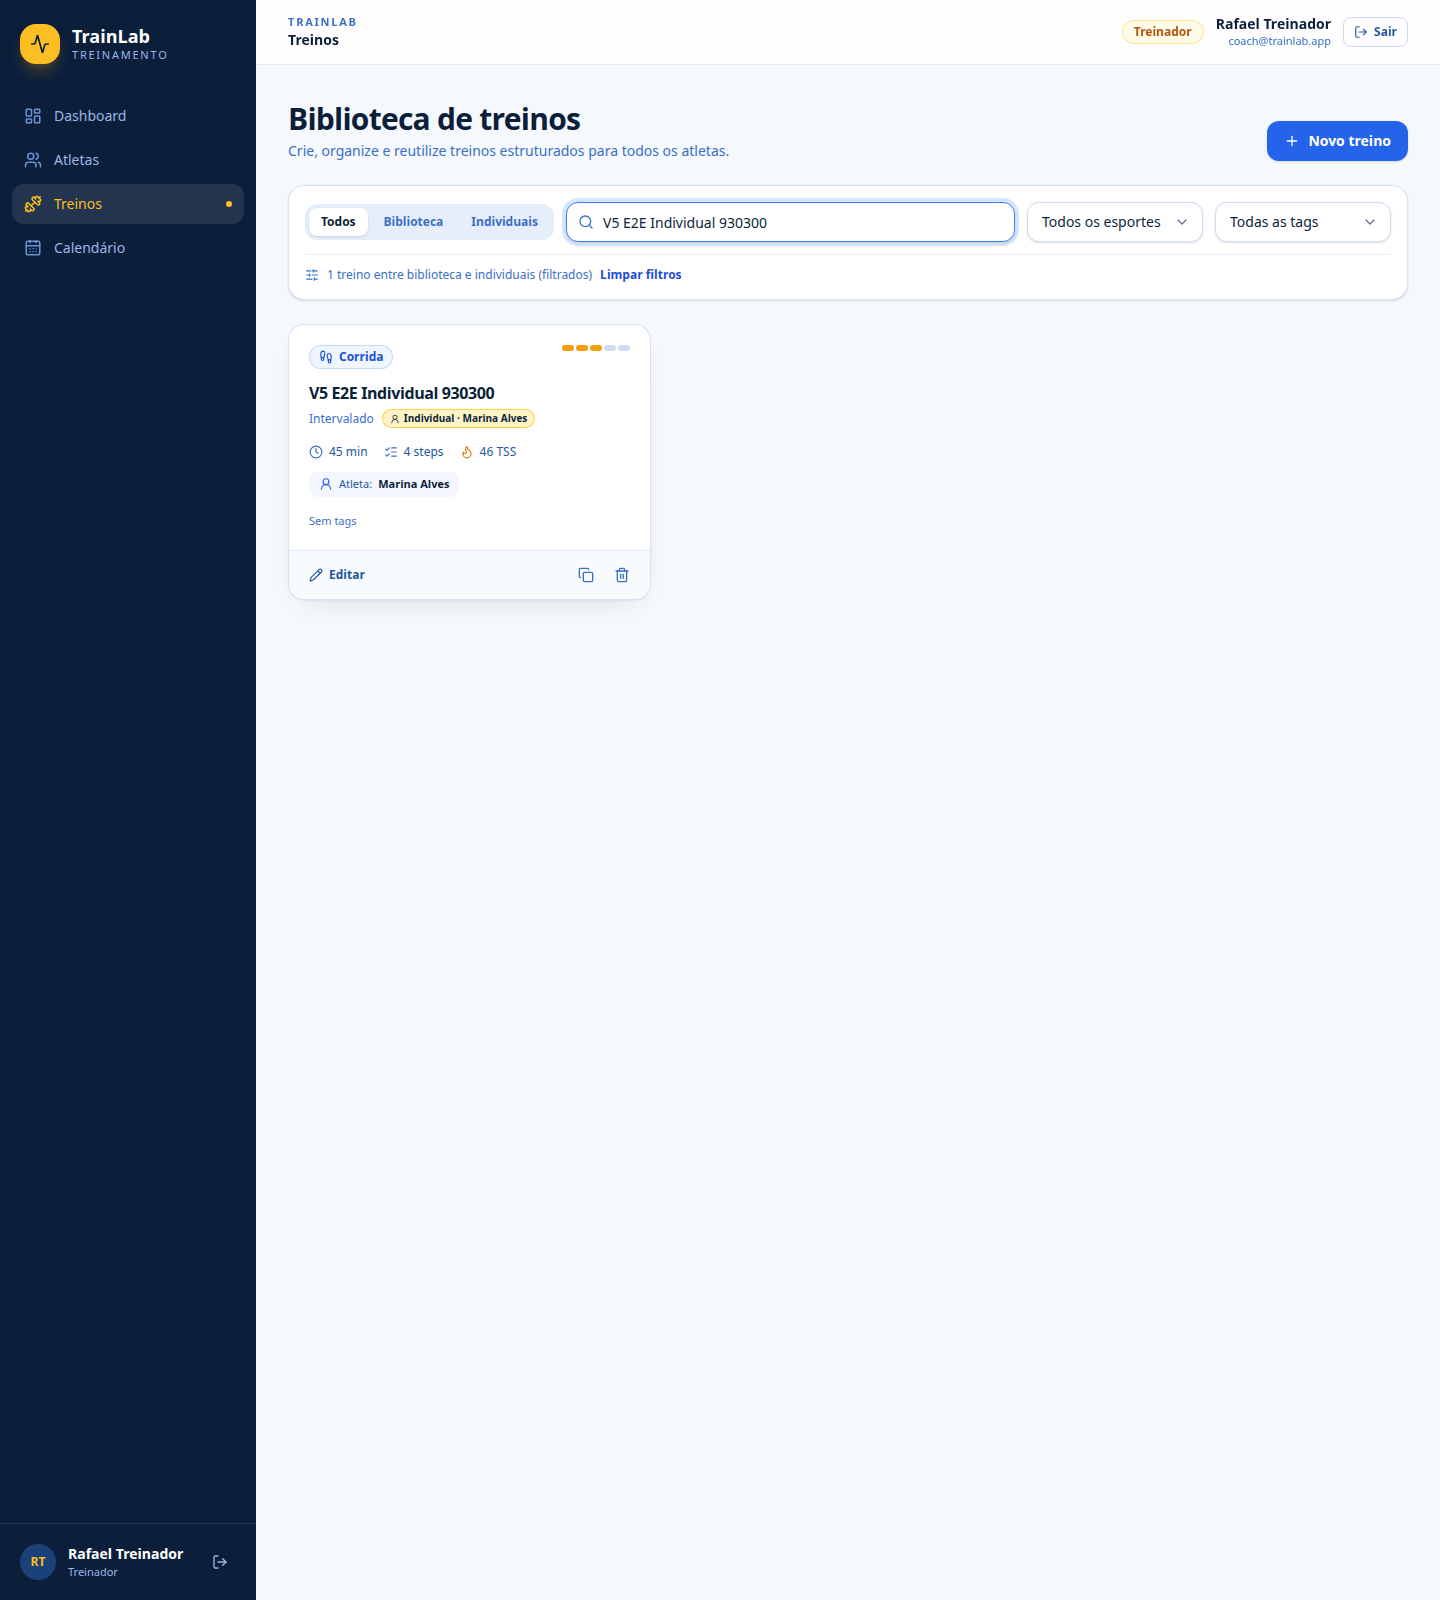 TrainLab
TREINAMENTO
Dashboard
Atletas
Treinos
Calendário
TRAINLAB
Treinos
Treinador
Rafael Treinador
coach@trainlab.app
Sair
Biblioteca de treinos
Crie, organize e reutilize treinos estruturados para todos os atletas.
Novo treino
Todos
Biblioteca
Individuais
V5 E2E Individual 930300
Todos os esportes
Todas as tags
1 treino entre biblioteca e individuais (filtrados) Limpar filtros
Corrida
V5 E2E Individual 930300
Intervalado
Individual · Marina Alves
45 min
4 steps
46 TSS
Atleta: Marina Alves
Sem tags
Editar
RT
Rafael Treinador
Treinador